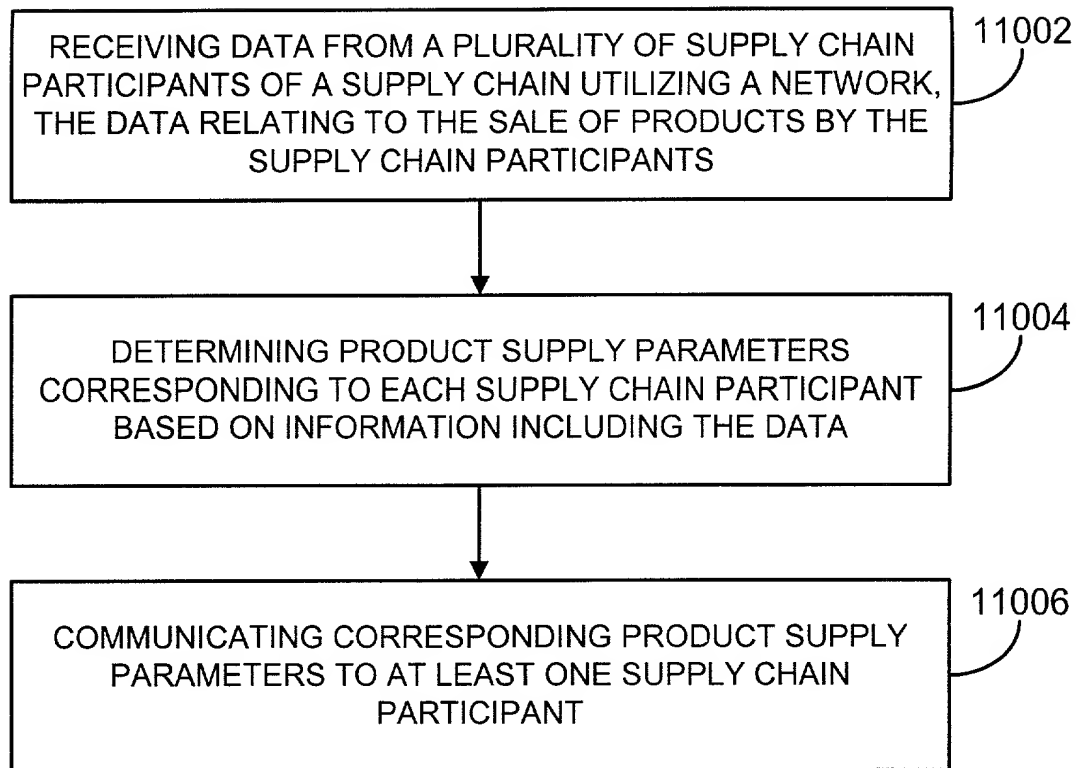 RECEIVING DATA FROM A PLURALITY OF SUPPLY CHAIN
PARTICIPANTS OF A SUPPLY CHAIN UTILIZING A NETWORK,
THE DATA RELATING TO THE SALE OF PRODUCTS BY THE
SUPPLY CHAIN PARTICIPANTS
11002
DETERMINING PRODUCT SUPPLY PARAMETERS
CORRESPONDING TO EACH SUPPLY CHAIN PARTICIPANT
BASED ON INFORMATION INCLUDING THE DATA
11004
COMMUNICATING CORRESPONDING PRODUCT SUPPLY
PARAMETERS TO AT LEAST ONE SUPPLY CHAIN
PARTICIPANT
11006